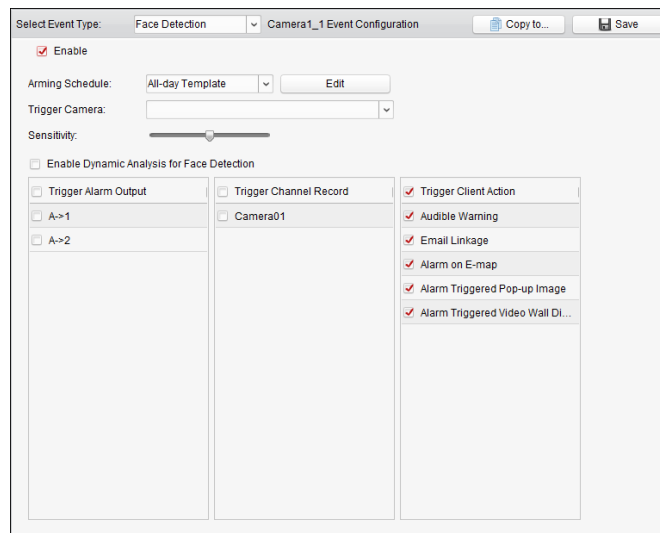 Select Event Type: Face Detection Camera1_1 Event Configuration Copy to... Save
Enable
Arming Schedule: All-day Template Edit
Trigger Camera:
Sensitivity:
Enable Dynamic Analysis for Face Detection
Trigger Alarm Output Trigger Channel Record Trigger Client Action
A->1 Camera01 Audible Warning
A->2 Email Linkage
Alarm on E-map
Alarm Triggered Pop-up Image
Alarm Triggered Video Wall Di...